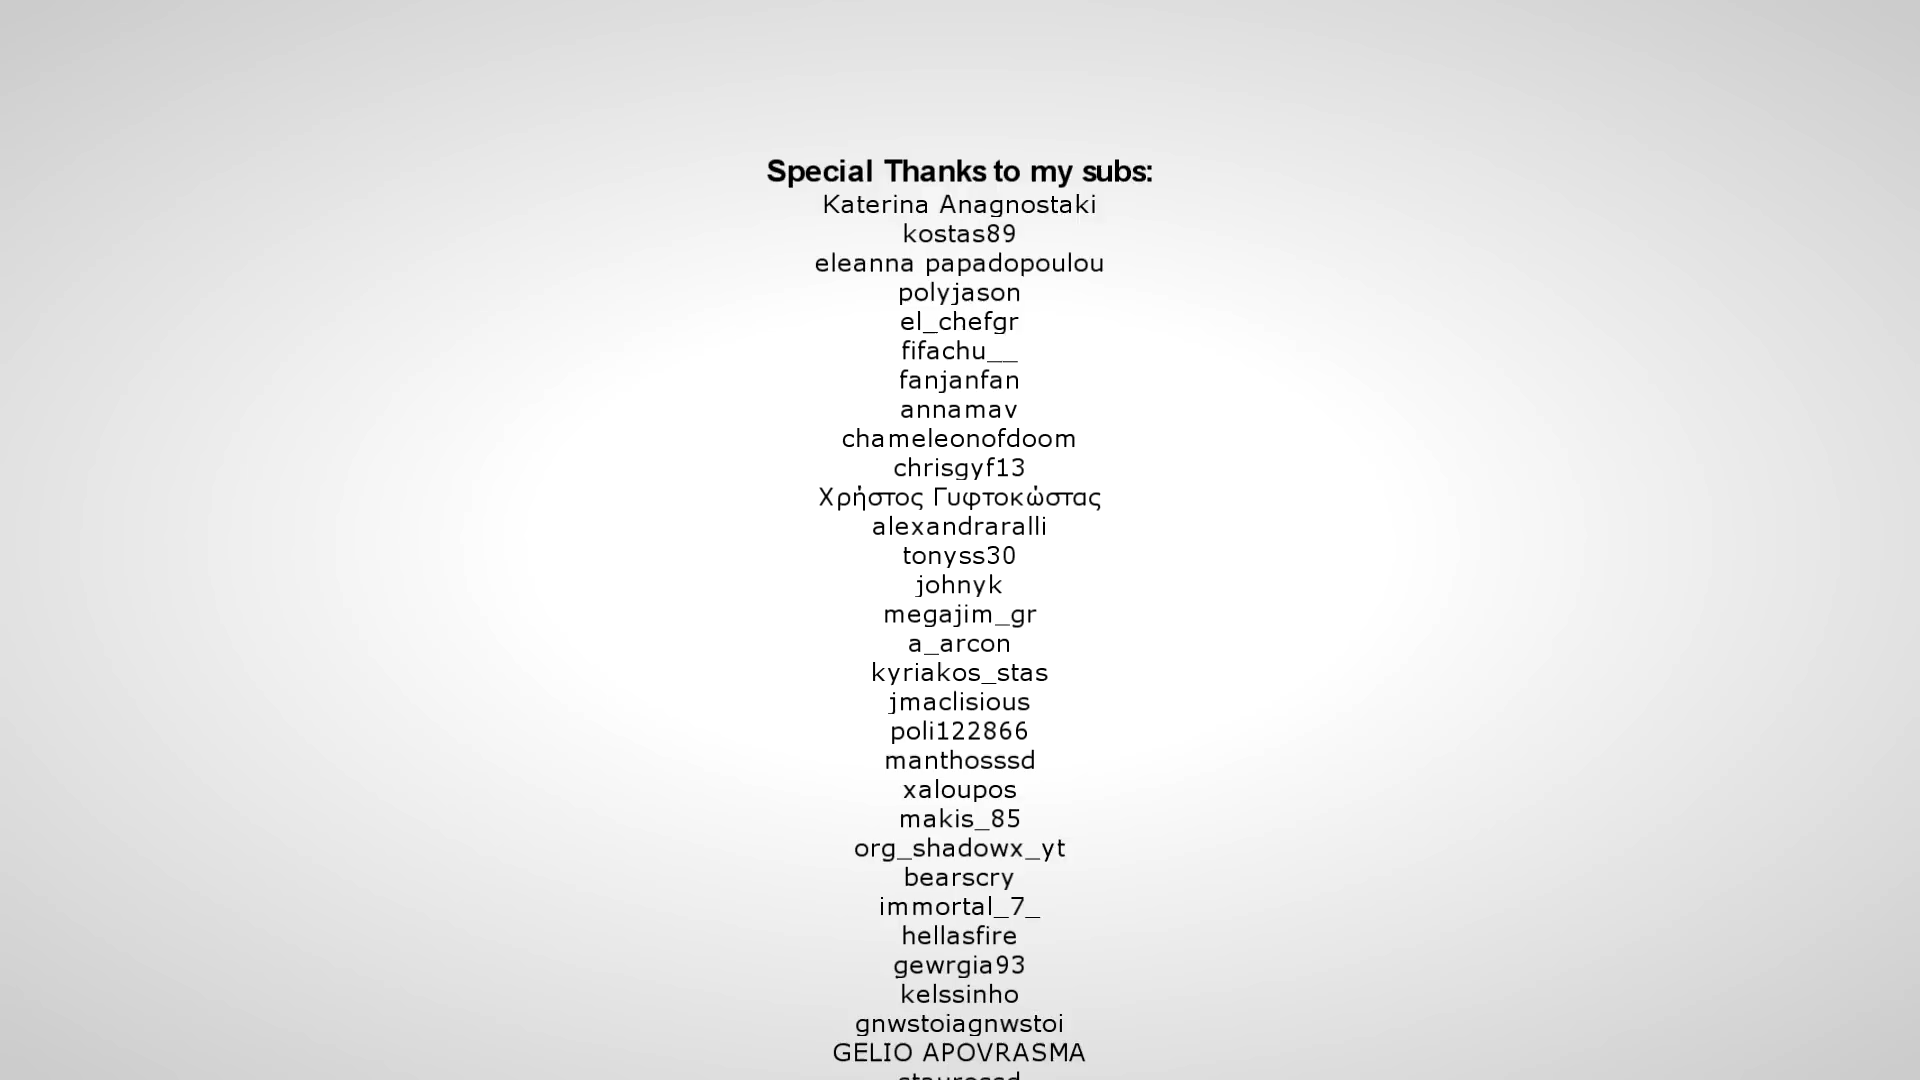 Special Thanks to my subs:
Katerina Anagnostaki
kostas89
eleanna papadopoulou
polyjason
el_chefgr
fifachu__
fanjanfan
annamav
chameleonofdoom
chrisgyf13
Χρήστος Γυφτοκώστας
alexandraralli
tonyss30
johnyk
megajim_gr
a_arcon
kyriakos_stas
jmaclisious
poli122866
manthosssd
xaloupos
makis_85
org_shadowx_yt
bearscry
immortal_7_
hellasfire
gewrgia93
kelssinho
gnwstoiagnwstoi
GELIO APOVRASMA